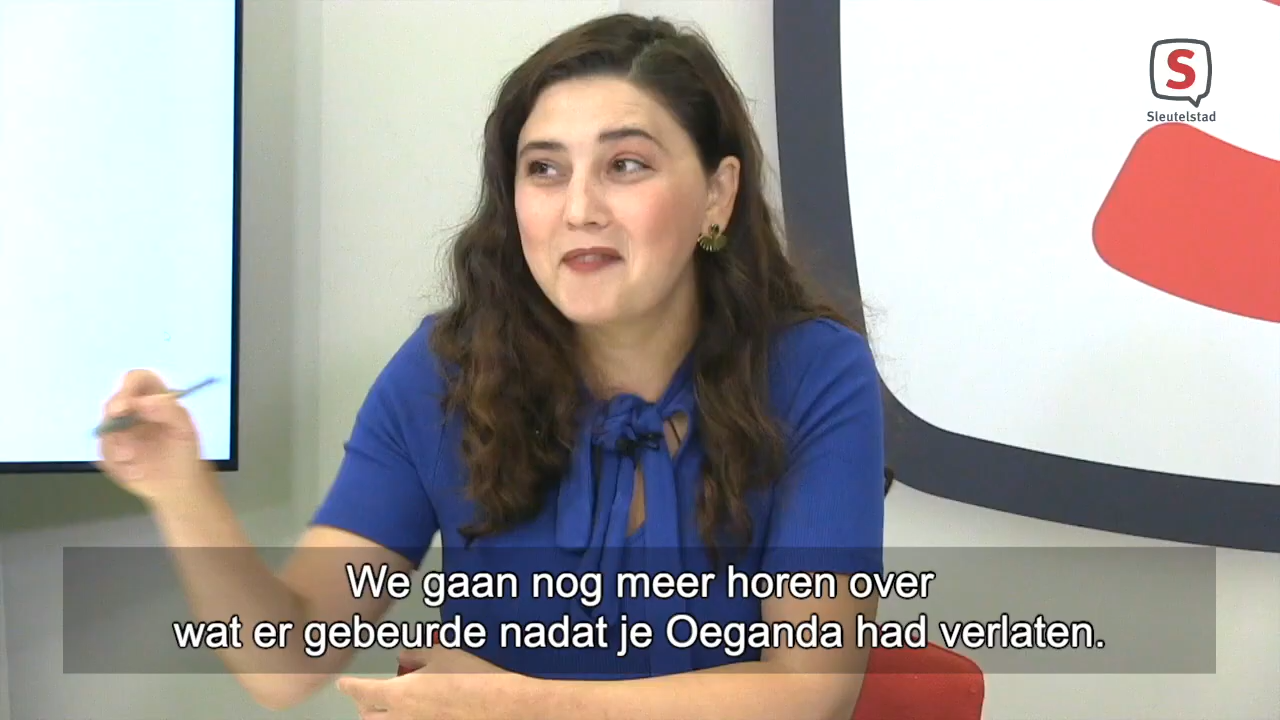 S
Sleutelstad
We gaan nog meer horen over
wat er gebeurde nadat je Oeganda had verlaten.